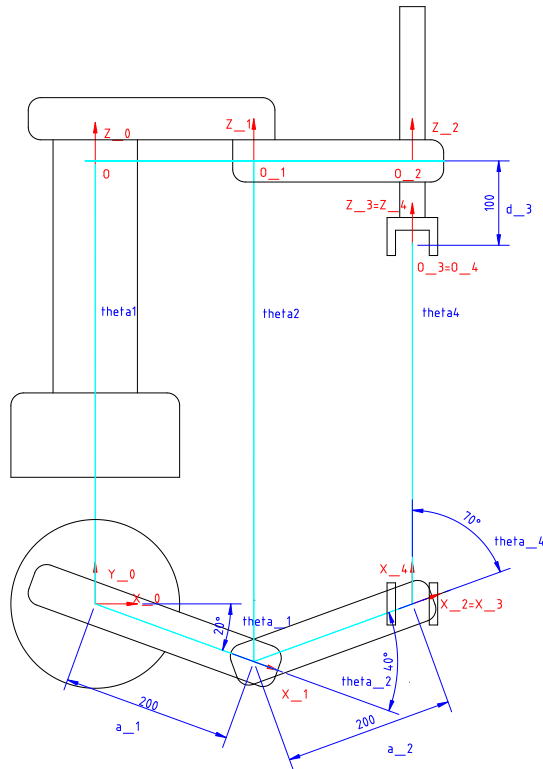 Z__0
Z__1
Z__2
O
O__1
O__2
Z__3=Z__4
100
d__3
O__3=O__4
theta1
theta2
theta4
70°
theta__4
Y__0
X__0
X__4
X__2=X__3
theta__1
20°
40°
theta__2
X__1
200
a__1
200
a__2